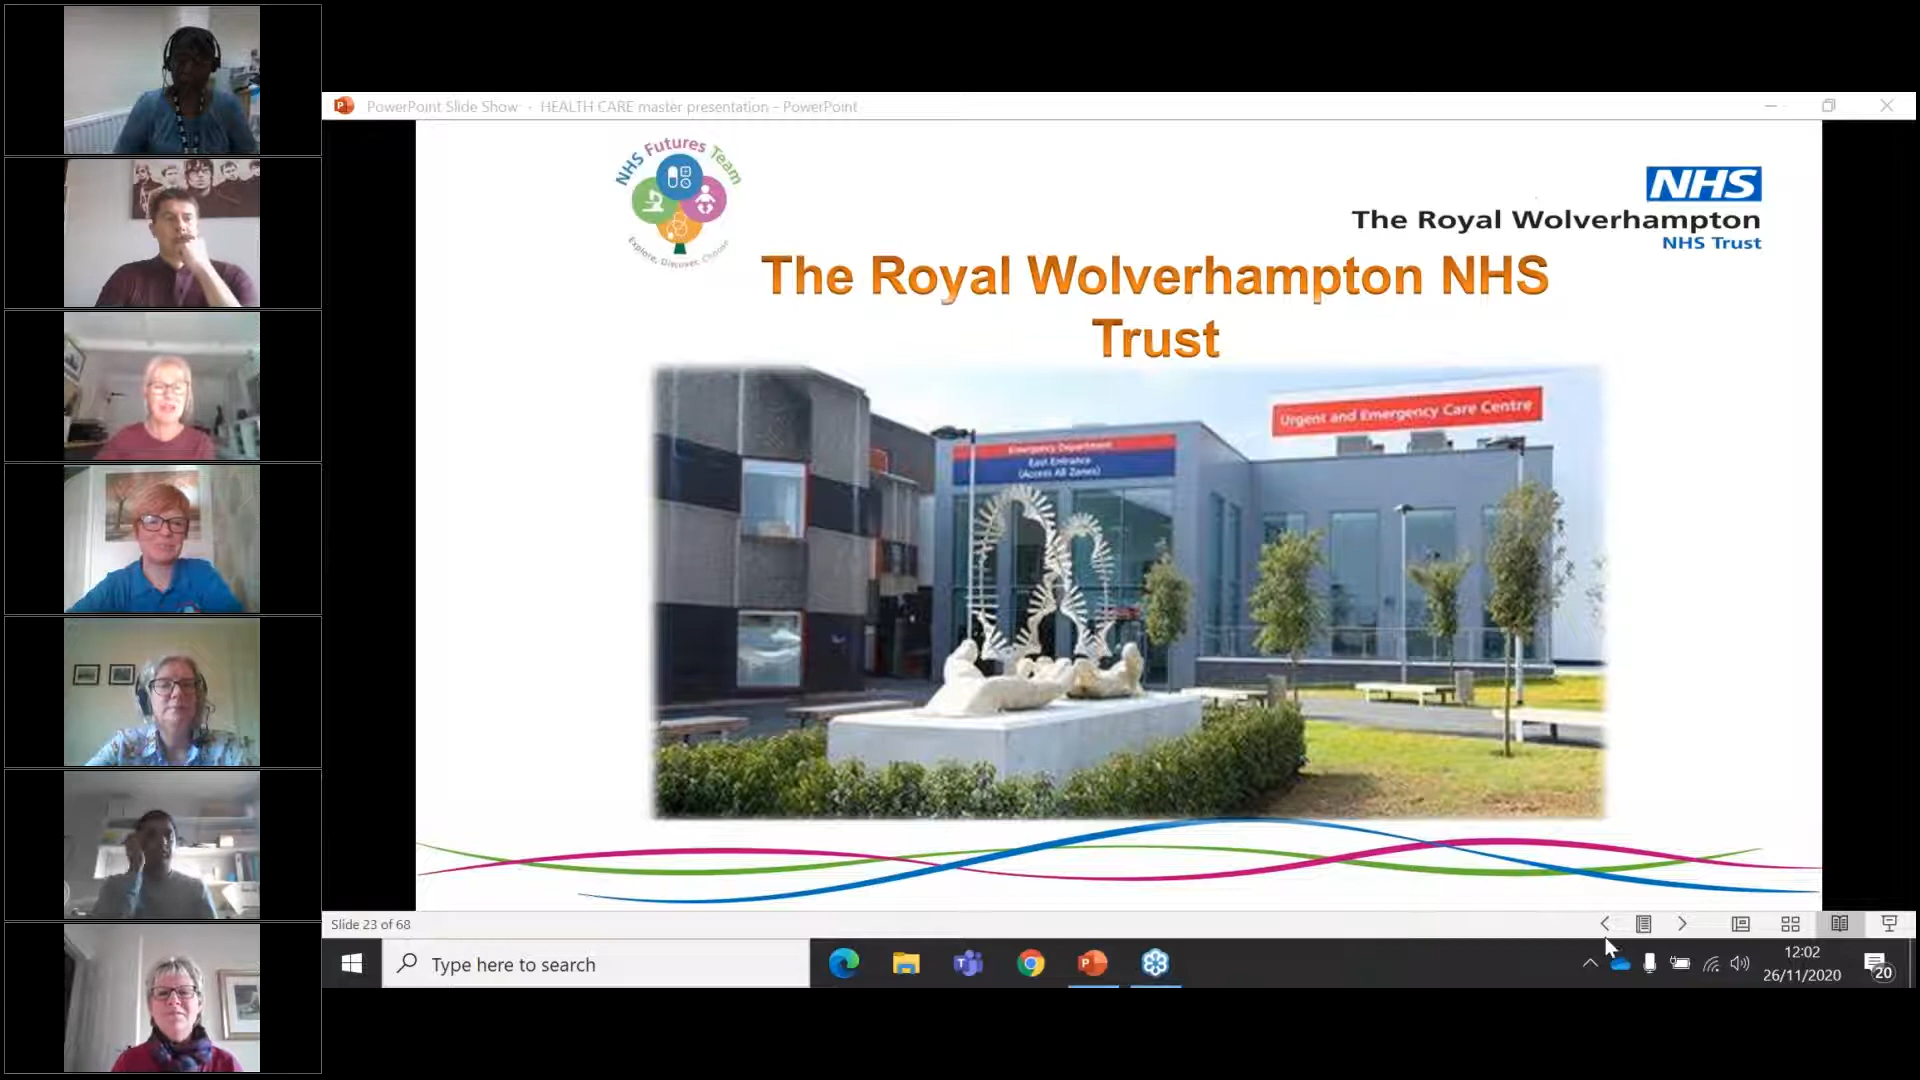 PowerPoint Slide Show - HEALTH CARE master presentation - PowerPoint
NHS Futures Team
Explore, Discover, Choose
NHS
The Royal Wolverhampton
NHS Trust
The Royal Wolverhampton NHS
Trust
Urgent and Emergency Care Centre
Emergency Department
East Entrance
(Access All Zones)
Slide 23 of 68
Type here to search
12:02
26/11/2020
20